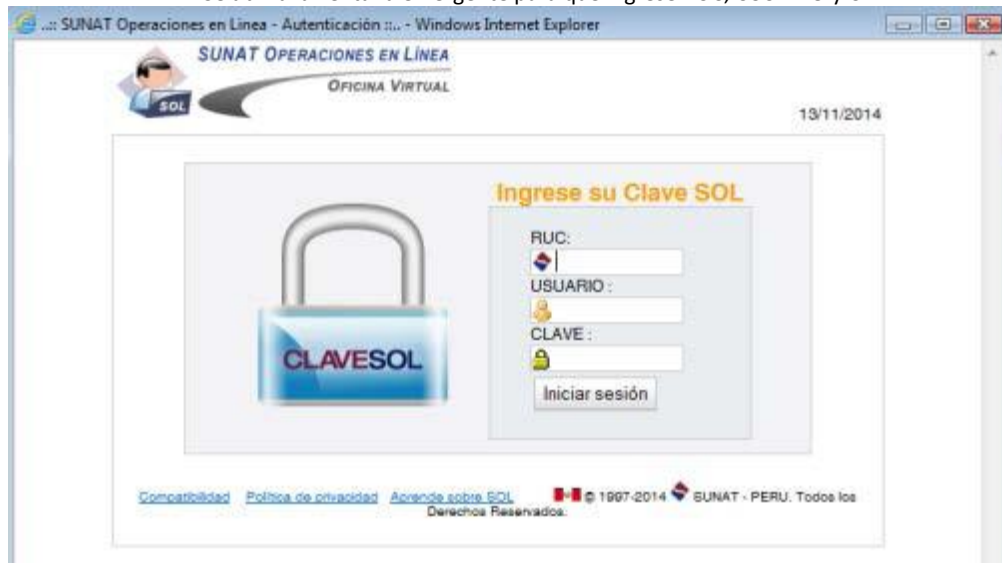 ..:: SUNAT Operaciones en Linea - Autenticación ::.. - Windows Internet Explorer
SUNAT OPERACIONES EN LÍNEA
OFICINA VIRTUAL
SOL
13/11/2014
Ingrese su Clave SOL
RUC:
USUARIO :
CLAVE :
CLAVESOL
Iniciar sesión
Compatibilidad Política de privacidad Aprende sobre SOL © 1997-2014 SUNAT - PERU. Todos los
Derechos Reservados.